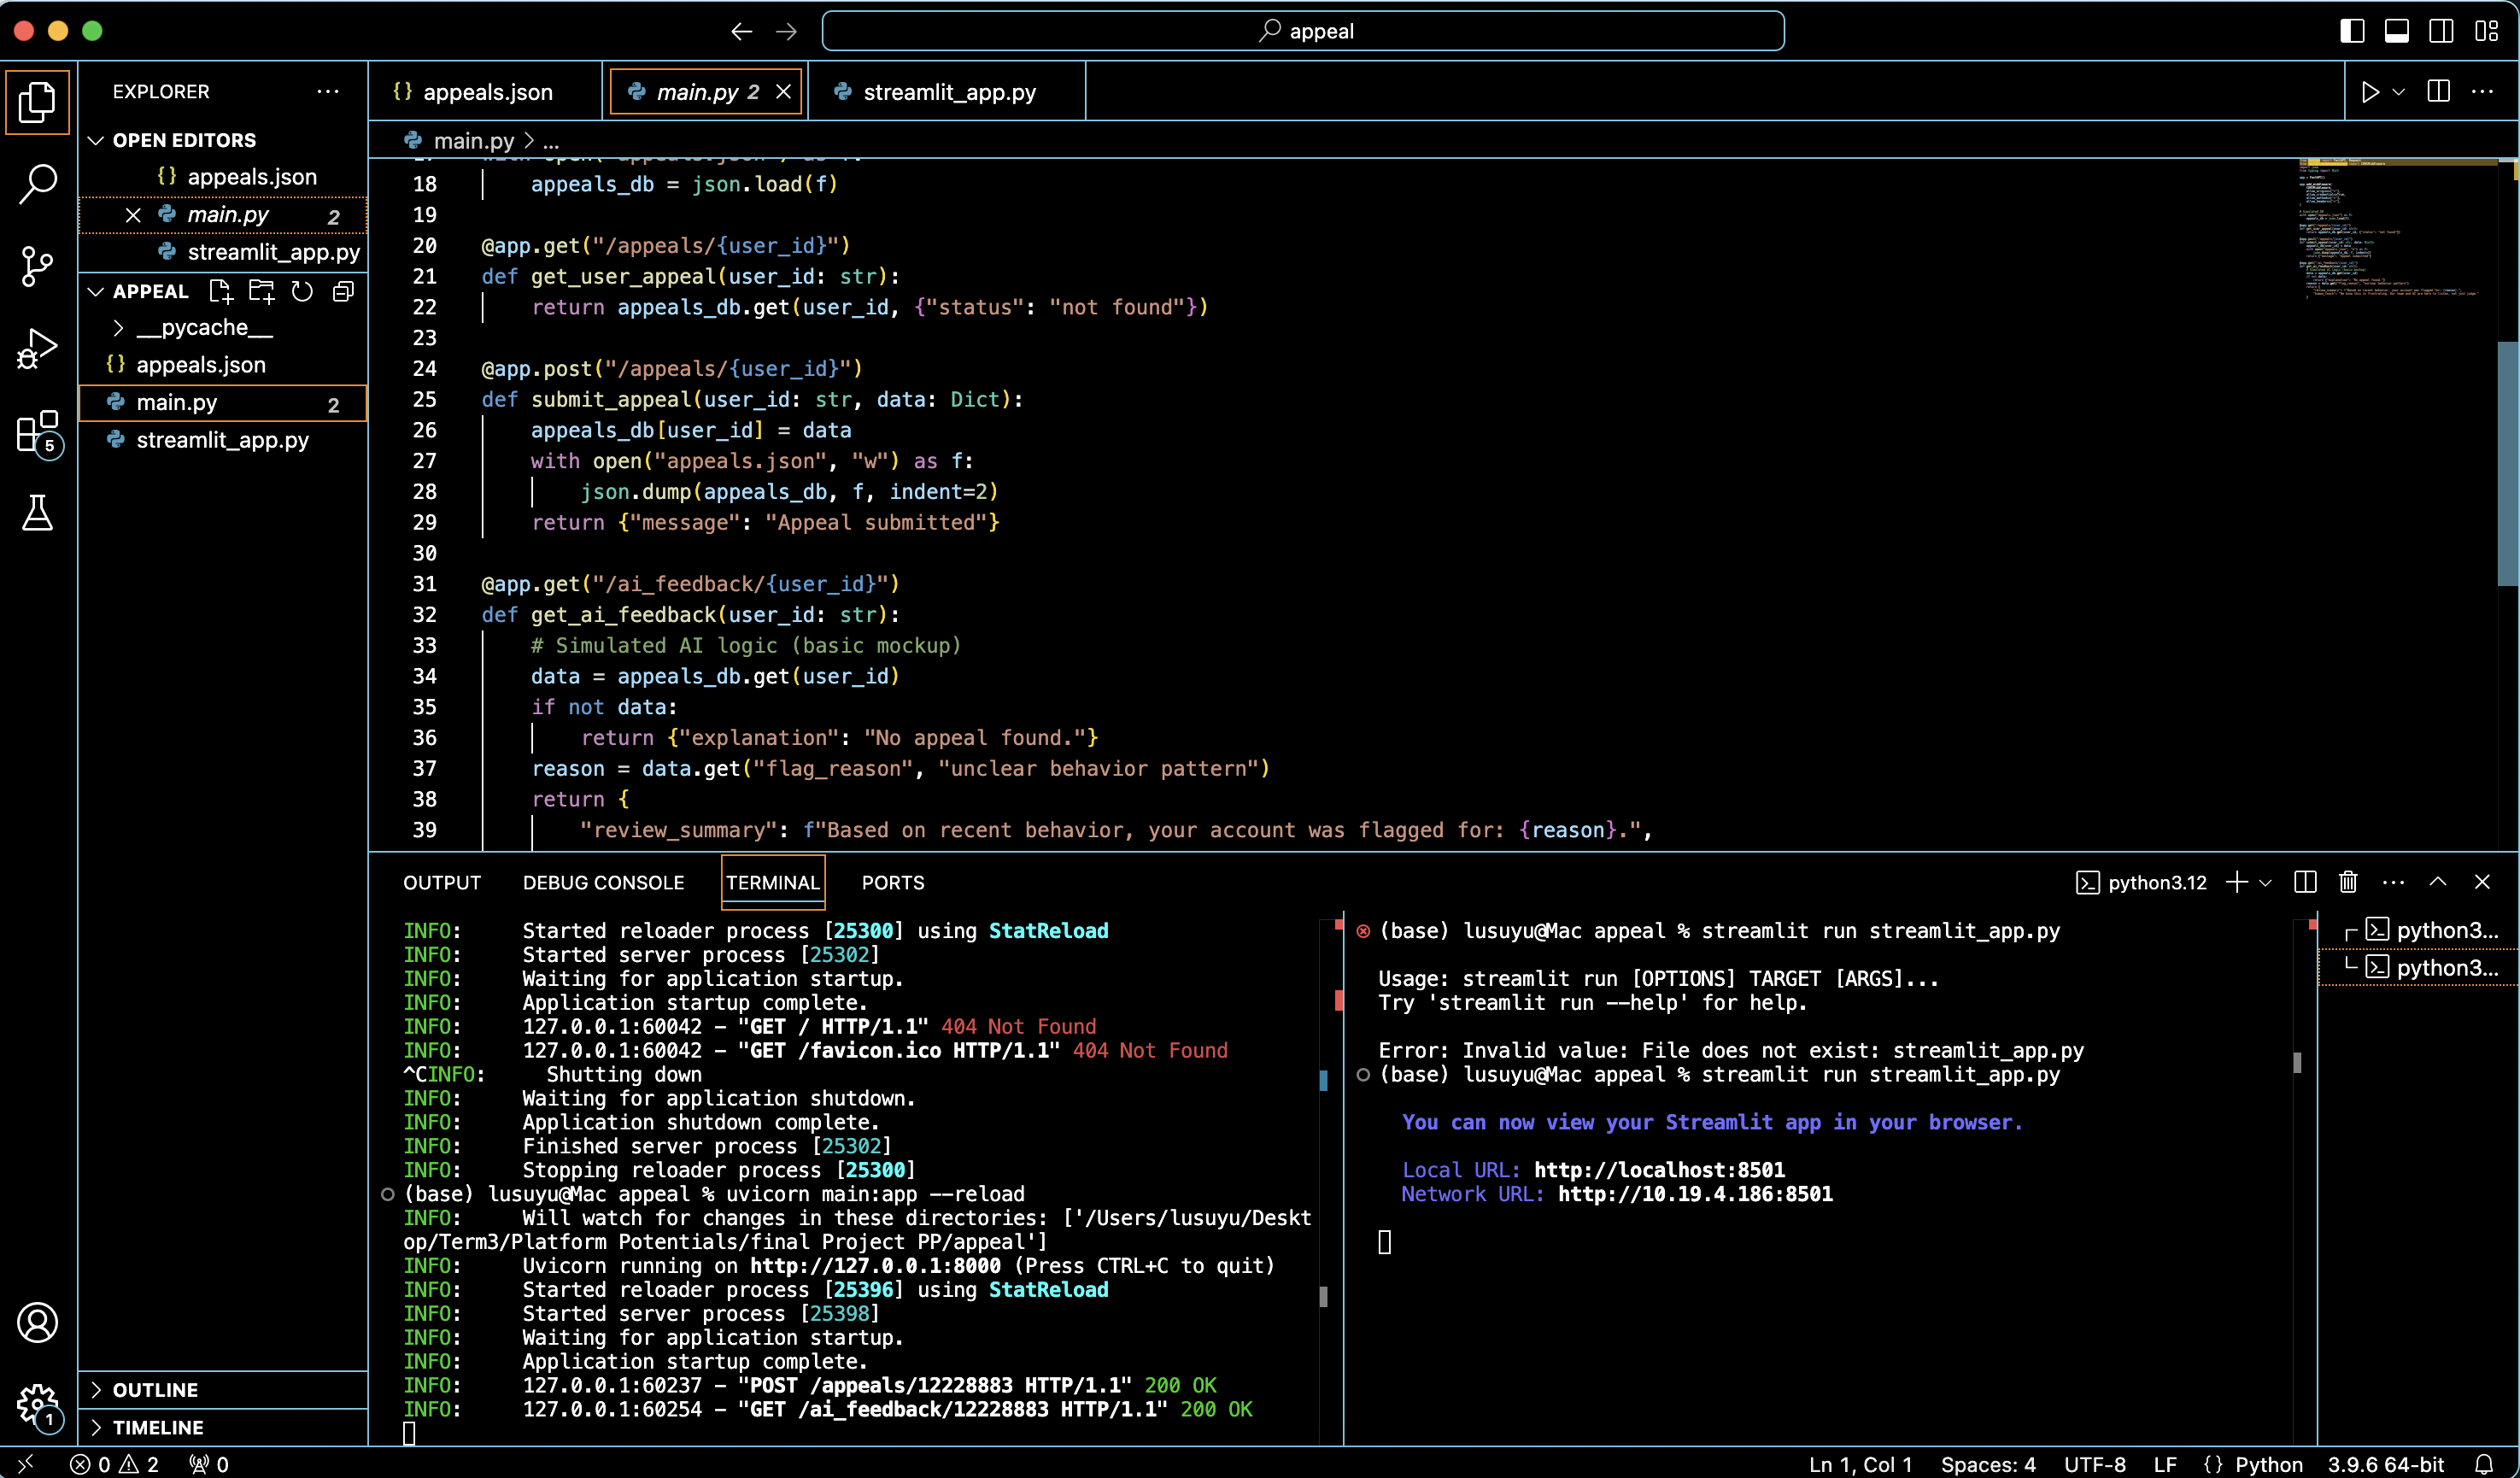 appeal
EXPLORER
OPEN EDITORS
appeals.json
main.py 2
streamlit_app.py
APPEAL
__pycache__
appeals.json
main.py 2
streamlit_app.py
5
1
OUTLINE
TIMELINE
{} appeals.json
main.py 2
streamlit_app.py
main.py > ...
18 appeals_db = json.load(f)
19
20 @app.get("/appeals/{user_id}")
21 def get_user_appeal(user_id: str):
22 return appeals_db.get(user_id, {"status": "not found"})
23
24 @app.post("/appeals/{user_id}")
25 def submit_appeal(user_id: str, data: Dict):
26 appeals_db[user_id] = data
27 with open("appeals.json", "w") as f:
28 json.dump(appeals_db, f, indent=2)
29 return {"message": "Appeal submitted"}
30
31 @app.get("/ai_feedback/{user_id}")
32 def get_ai_feedback(user_id: str):
33 # Simulated AI logic (basic mockup)
34 data = appeals_db.get(user_id)
35 if not data:
36 return {"explanation": "No appeal found."}
37 reason = data.get("flag_reason", "unclear behavior pattern")
38 return {
39 "review_summary": f"Based on recent behavior, your account was flagged for: {reason}.",
OUTPUT DEBUG CONSOLE TERMINAL PORTS
python3.12
INFO: Started reloader process [25300] using StatReload
INFO: Started server process [25302]
INFO: Waiting for application startup.
INFO: Application startup complete.
INFO: 127.0.0.1:60042 - "GET / HTTP/1.1" 404 Not Found
INFO: 127.0.0.1:60042 - "GET /favicon.ico HTTP/1.1" 404 Not Found
^CINFO: Shutting down
INFO: Waiting for application shutdown.
INFO: Application shutdown complete.
INFO: Finished server process [25302]
INFO: Stopping reloader process [25300]
(base) lusuyu@Mac appeal % uvicorn main:app --reload
INFO: Will watch for changes in these directories: ['/Users/lusuyu/Deskt
op/Term3/Platform Potentials/final Project PP/appeal']
INFO: Uvicorn running on http://127.0.0.1:8000 (Press CTRL+C to quit)
INFO: Started reloader process [25396] using StatReload
INFO: Started server process [25398]
INFO: Waiting for application startup.
INFO: Application startup complete.
INFO: 127.0.0.1:60237 - "POST /appeals/12228883 HTTP/1.1" 200 OK
INFO: 127.0.0.1:60254 - "GET /ai_feedback/12228883 HTTP/1.1" 200 OK
(base) lusuyu@Mac appeal % streamlit run streamlit_app.py
Usage: streamlit run [OPTIONS] TARGET [ARGS]...
Try 'streamlit run --help' for help.
Error: Invalid value: File does not exist: streamlit_app.py
(base) lusuyu@Mac appeal % streamlit run streamlit_app.py
You can now view your Streamlit app in your browser.
Local URL: http://localhost:8501
Network URL: http://10.19.4.186:8501
python3...
python3...
0 2 0
Ln 1, Col 1 Spaces: 4 UTF-8 LF {} Python 3.9.6 64-bit